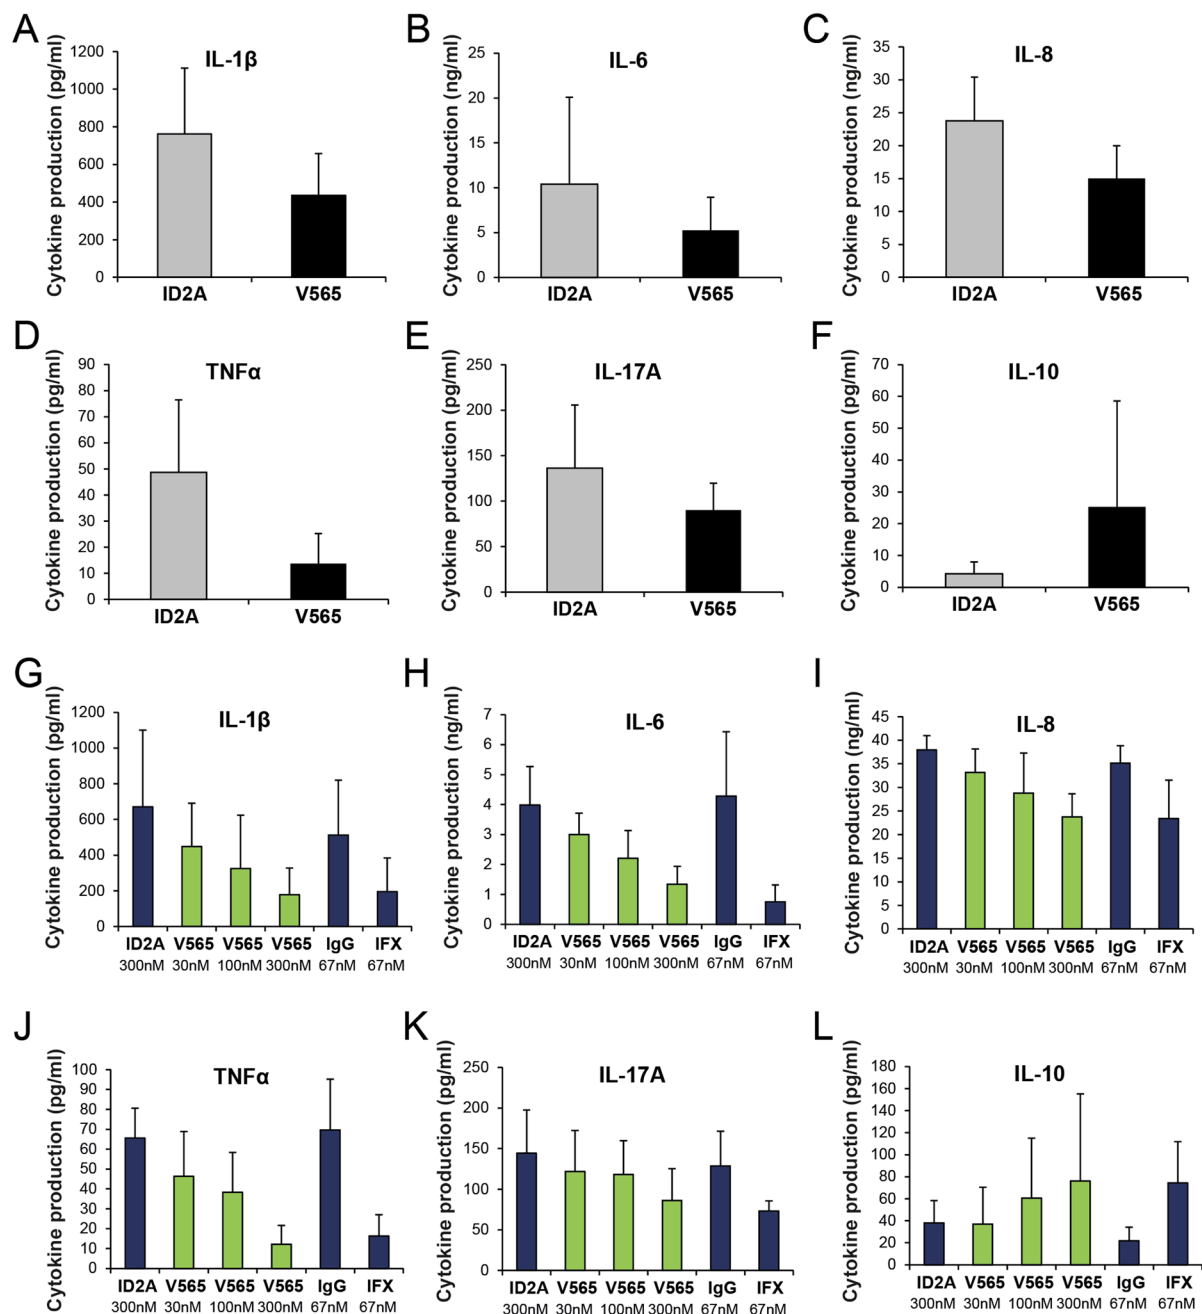 A
IL-1β
Cytokine production (pg/ml)
1200
1000
800
600
400
200
0
ID2A V565
B
IL-6
Cytokine production (ng/ml)
25
20
15
10
5
0
ID2A V565
C
IL-8
Cytokine production (ng/ml)
35
30
25
20
15
10
5
0
ID2A V565
D
TNFα
Cytokine production (pg/ml)
90
80
70
60
50
40
30
20
10
0
ID2A V565
E
IL-17A
Cytokine production (pg/ml)
250
200
150
100
50
0
ID2A V565
F
IL-10
Cytokine production (pg/ml)
70
60
50
40
30
20
10
0
ID2A V565
G
IL-1β
Cytokine production (pg/ml)
1200
1000
800
600
400
200
0
ID2A V565 V565 V565 IgG IFX
300nM 30nM 100nM 300nM 67nM 67nM
H
IL-6
Cytokine production (ng/ml)
7
6
5
4
3
2
1
0
ID2A V565 V565 V565 IgG IFX
300nM 30nM 100nM 300nM 67nM 67nM
I
IL-8
Cytokine production (ng/ml)
45
40
35
30
25
20
15
10
5
0
ID2A V565 V565 V565 IgG IFX
300nM 30nM 100nM 300nM 67nM 67nM
J
TNFα
Cytokine production (pg/ml)
100
90
80
70
60
50
40
30
20
10
0
ID2A V565 V565 V565 IgG IFX
300nM 30nM 100nM 300nM 67nM 67nM
K
IL-17A
Cytokine production (pg/ml)
250
200
150
100
50
0
ID2A V565 V565 V565 IgG IFX
300nM 30nM 100nM 300nM 67nM 67nM
L
IL-10
Cytokine production (pg/ml)
180
160
140
120
100
80
60
40
20
0
ID2A V565 V565 V565 IgG IFX
300nM 30nM 100nM 300nM 67nM 67nM